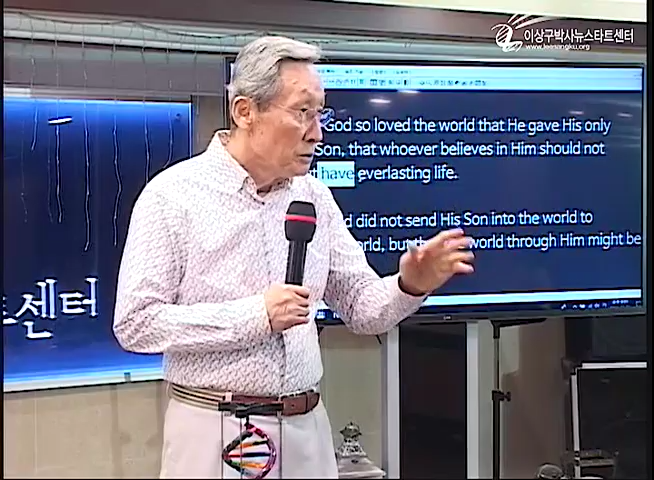 이상구박사뉴스타트센터
www.leesangku.org
God so loved the world that He gave His only
Son, that whoever believes in Him should not
have everlasting life.
did not send His Son into the world to
world through Him might be
센터